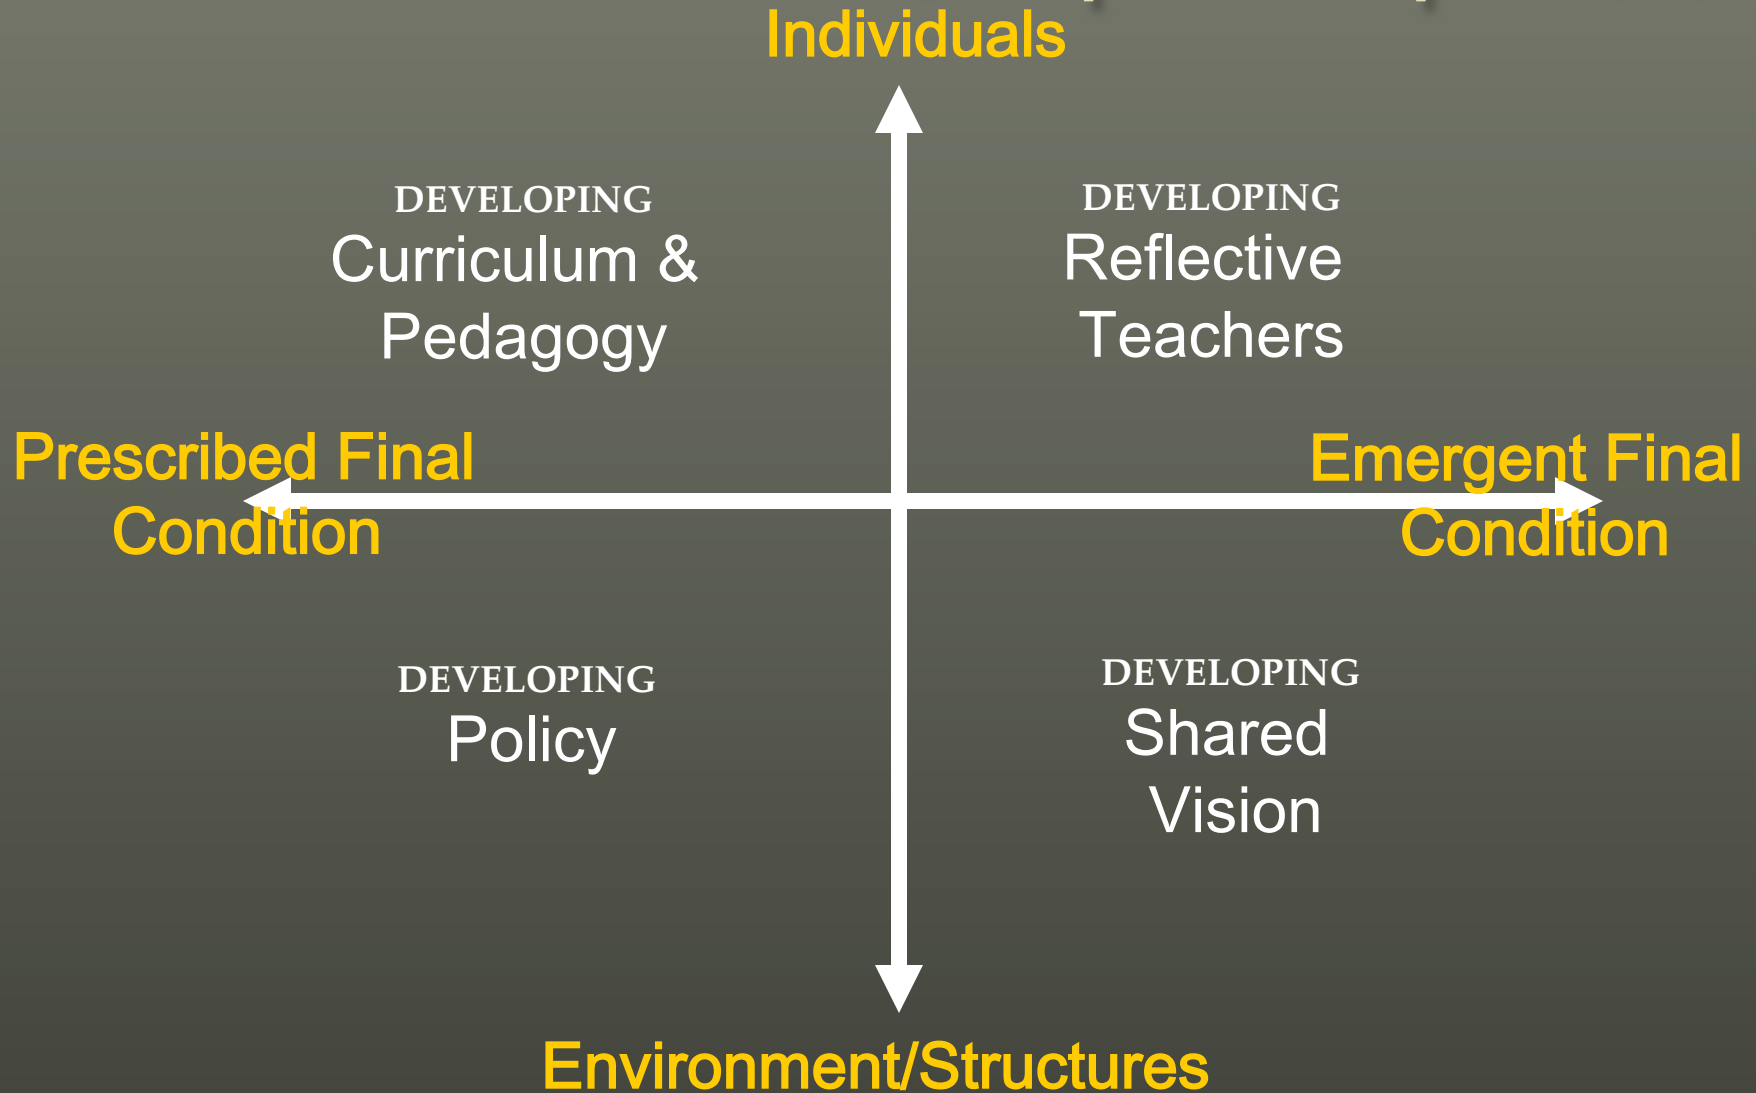 Individuals
DEVELOPING
Curriculum &
Pedagogy
DEVELOPING
Reflective
Teachers
Prescribed Final
Condition
Emergent Final
Condition
DEVELOPING
Policy
DEVELOPING
Shared
Vision
Environment/Structures